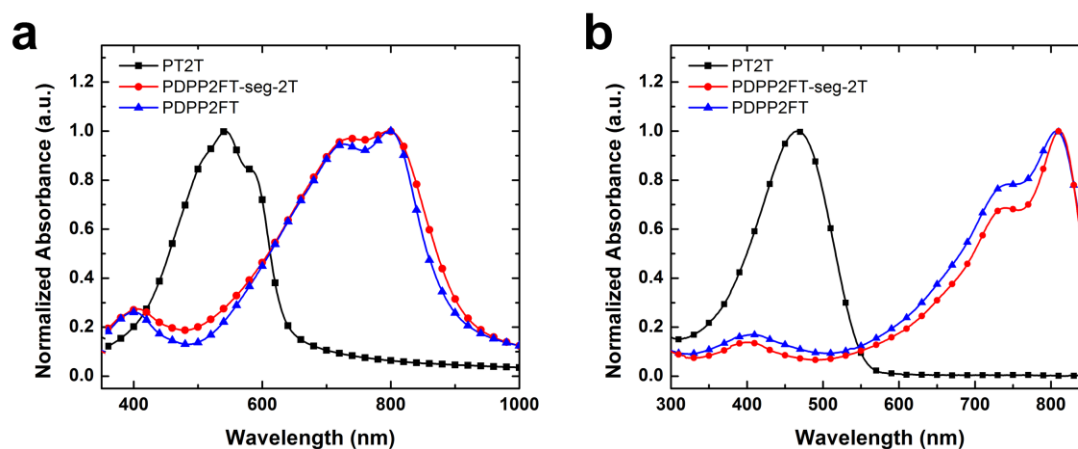 a
PT2T
PDPP2FT-seg-2T
PDPP2FT
Normalized Absorbance (a.u.)
1.2
1.0
0.8
0.6
0.4
0.2
0.0
400
600
800
1000
Wavelength (nm)
b
PT2T
PDPP2FT-seg-2T
PDPP2FT
Normalized Absorbance (a.u.)
1.2
1.0
0.8
0.6
0.4
0.2
0.0
300
400
500
600
700
800
Wavelength (nm)